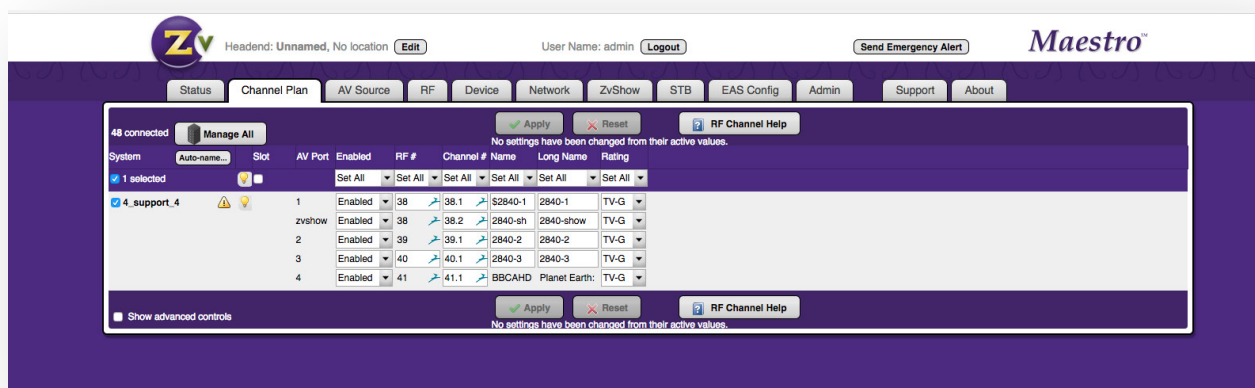 Zv Headend: Unnamed, No location Edit User Name: admin Logout Send Emergency Alert Maestro™
Status Channel Plan AV Source RF Device Network ZvShow STB EAS Config Admin Support About
48 connected Manage All Apply Reset RF Channel Help
No settings have been changed from their active values.
System Auto-name... Slot AV Port Enabled RF # Channel # Name Long Name Rating
1 selected Set All Set All Set All Set All Set All Set All
4_support_4 1 Enabled 38 38.1 $2840-1 2840-1 TV-G
zvshow Enabled 38 38.2 2840-sh 2840-show TV-G
2 Enabled 39 39.1 2840-2 2840-2 TV-G
3 Enabled 40 40.1 2840-3 2840-3 TV-G
4 Enabled 41 41.1 BBCAHD Planet Earth: TV-G
Show advanced controls Apply Reset RF Channel Help
No settings have been changed from their active values.